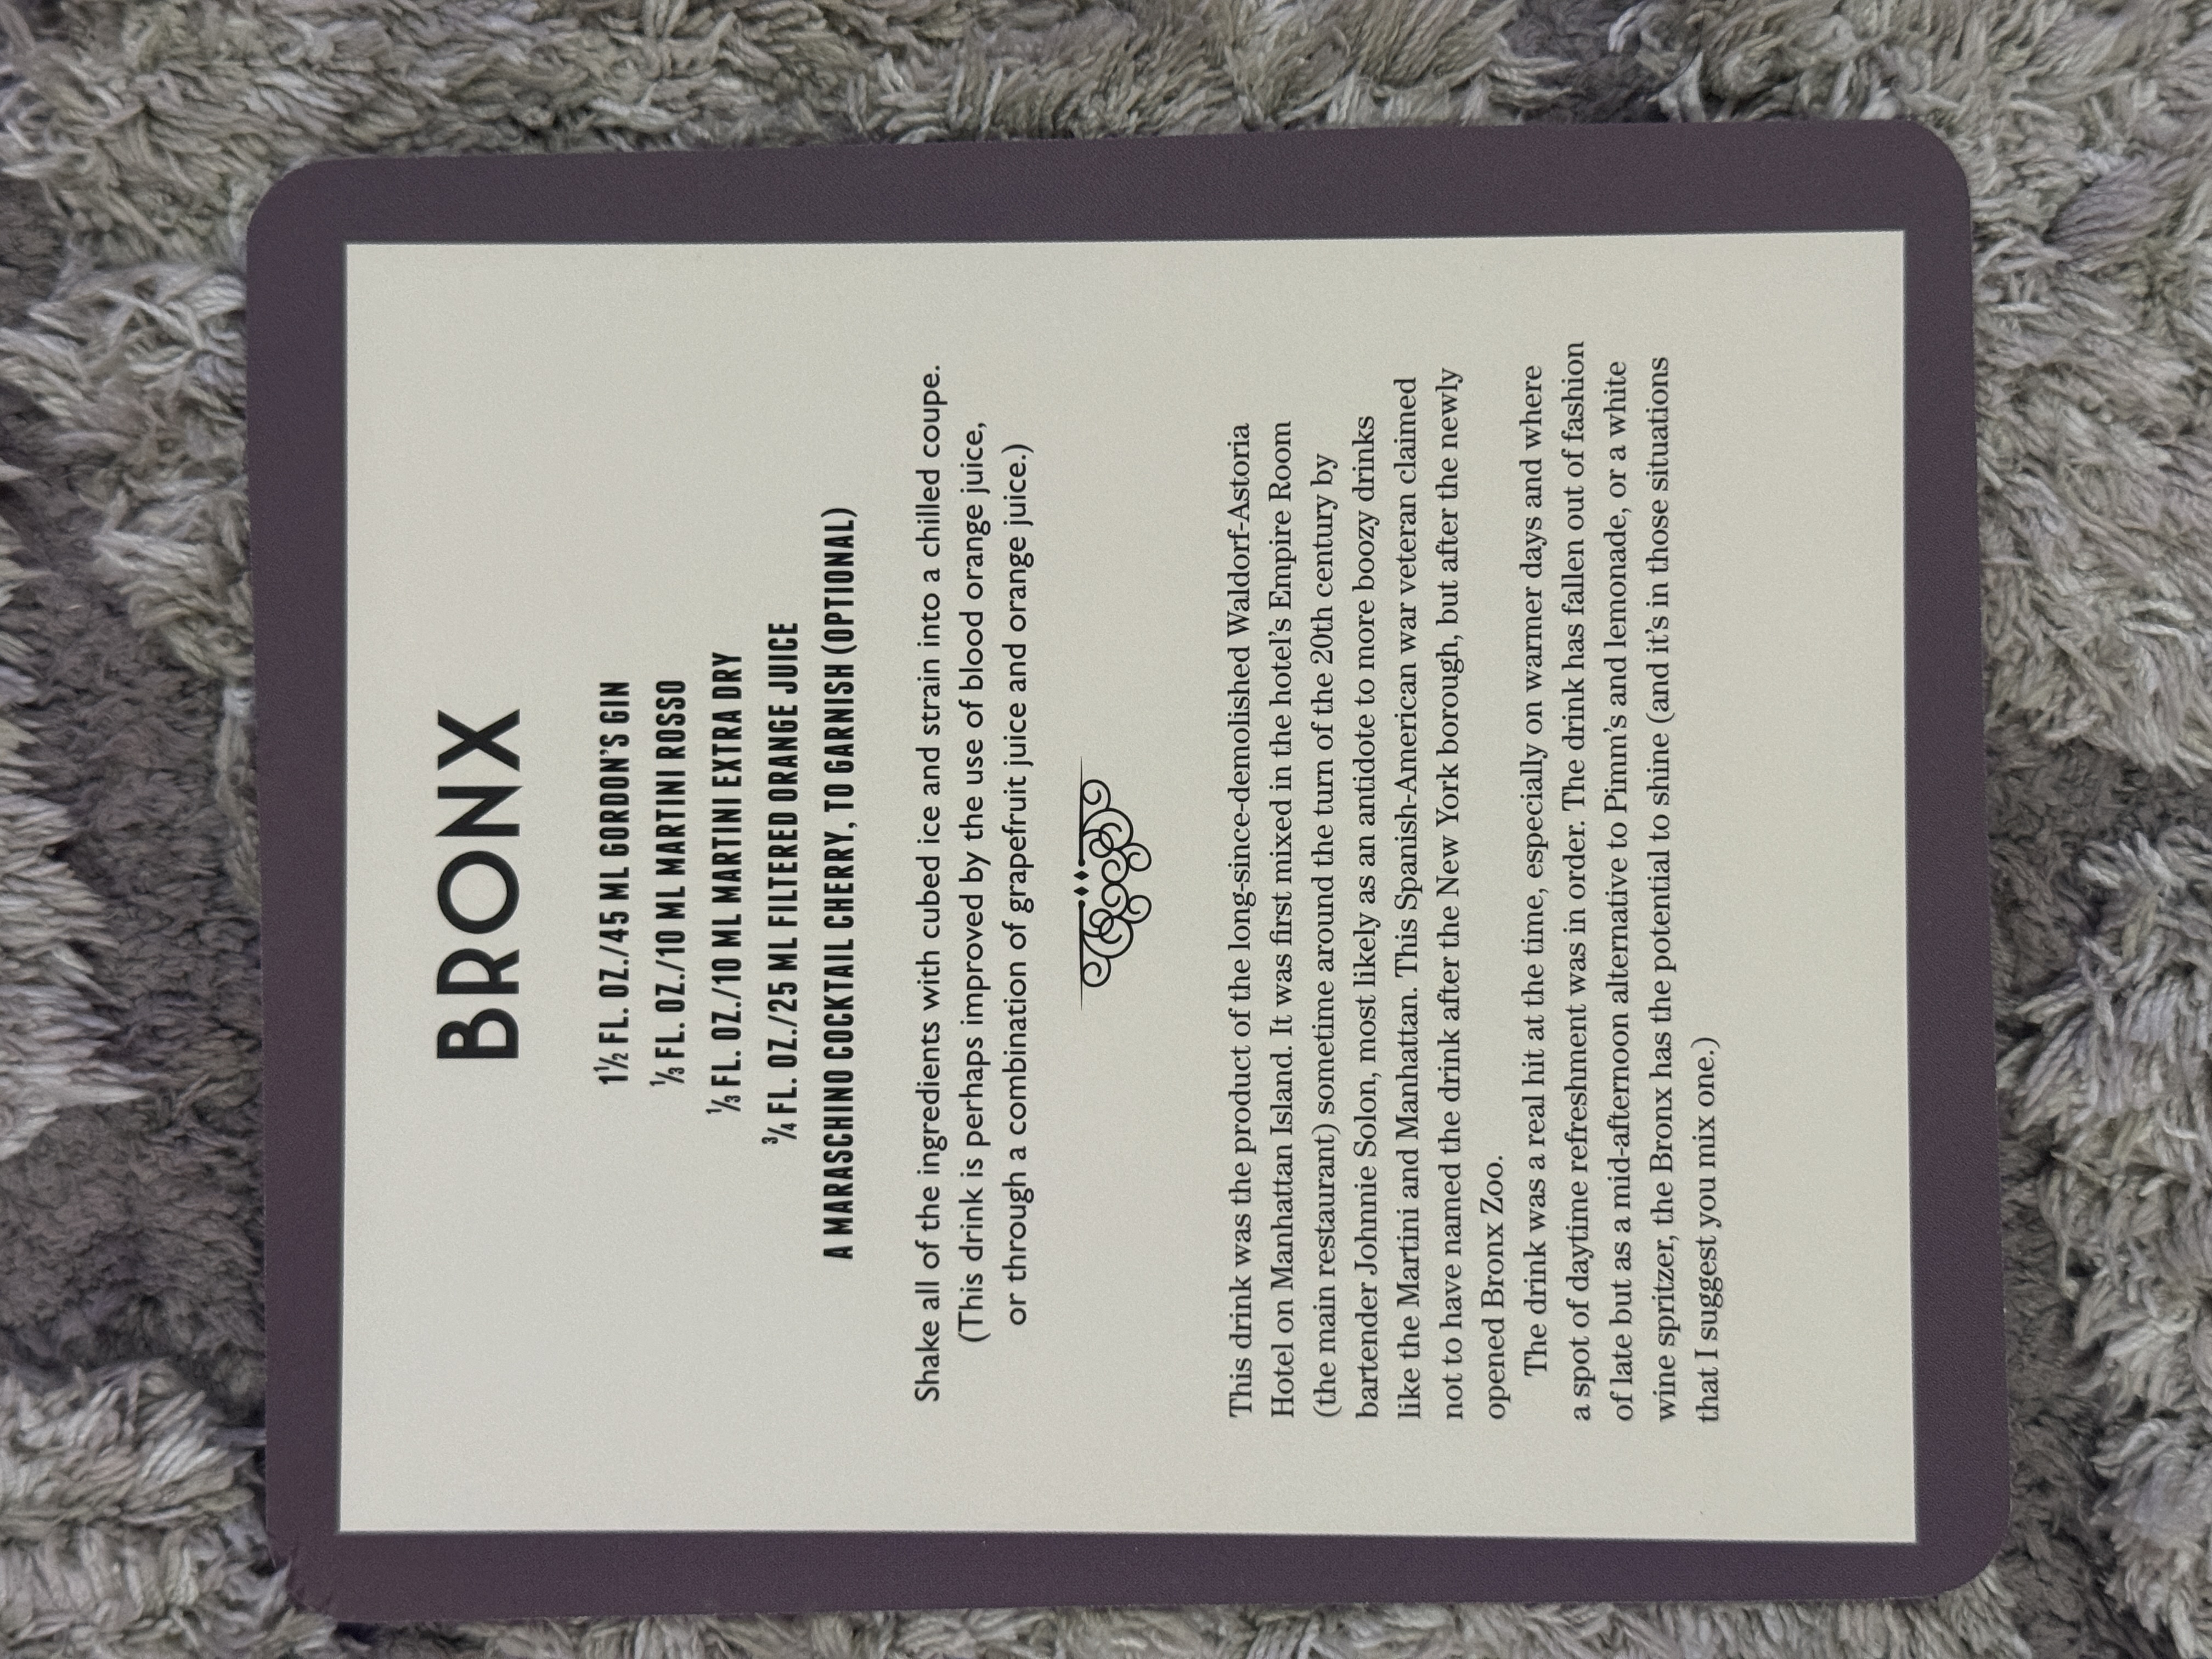 BRONX
1½ FL. OZ./45 ML GORDON'S GIN
⅓ FL. OZ./10 ML MARTINI ROSSO
⅓ FL. OZ./10 ML MARTINI EXTRA DRY
¾ FL. OZ./25 ML FILTERED ORANGE JUICE
A MARASCHINO COCKTAIL CHERRY, TO GARNISH (OPTIONAL)
Shake all of the ingredients with cubed ice and strain into a chilled coupe.
(This drink is perhaps improved by the use of blood orange juice,
or through a combination of grapefruit juice and orange juice.)
This drink was the product of the long-since-demolished Waldorf-Astoria
Hotel on Manhattan Island. It was first mixed in the hotel's Empire Room
(the main restaurant) sometime around the turn of the 20th century by
bartender Johnnie Solon, most likely as an antidote to more boozy drinks
like the Martini and Manhattan. This Spanish-American war veteran claimed
not to have named the drink after the New York borough, but after the newly
opened Bronx Zoo.
The drink was a real hit at the time, especially on warmer days and where
a spot of daytime refreshment was in order. The drink has fallen out of fashion
of late but as a mid-afternoon alternative to Pimm's and lemonade, or a white
wine spritzer, the Bronx has the potential to shine (and it's in those situations
that I suggest you mix one.)